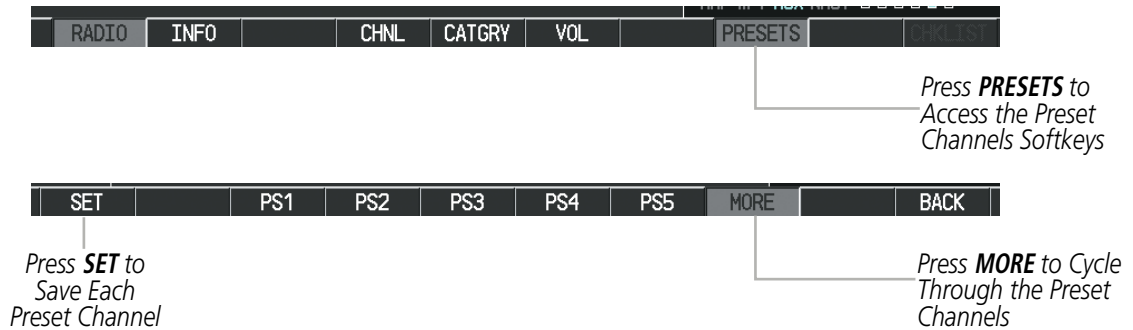 RADIO INFO CHNL CATGRY VOL PRESETS CHKLIST
Press PRESETS to
Access the Preset
Channels Softkeys
SET PS1 PS2 PS3 PS4 PS5 MORE BACK
Press SET to
Save Each
Preset Channel
Press MORE to Cycle
Through the Preset
Channels